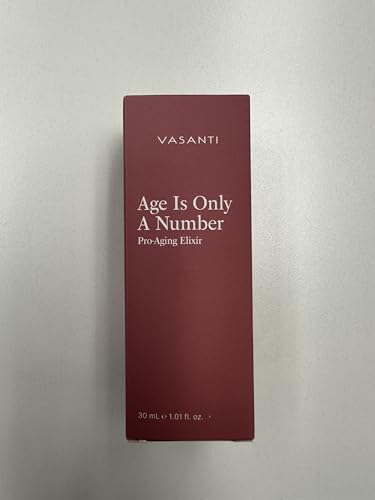 VASANTI
Age Is Only
A Number
Pro-Aging Elixir
30 mL ℮ 1.01 fl. oz.